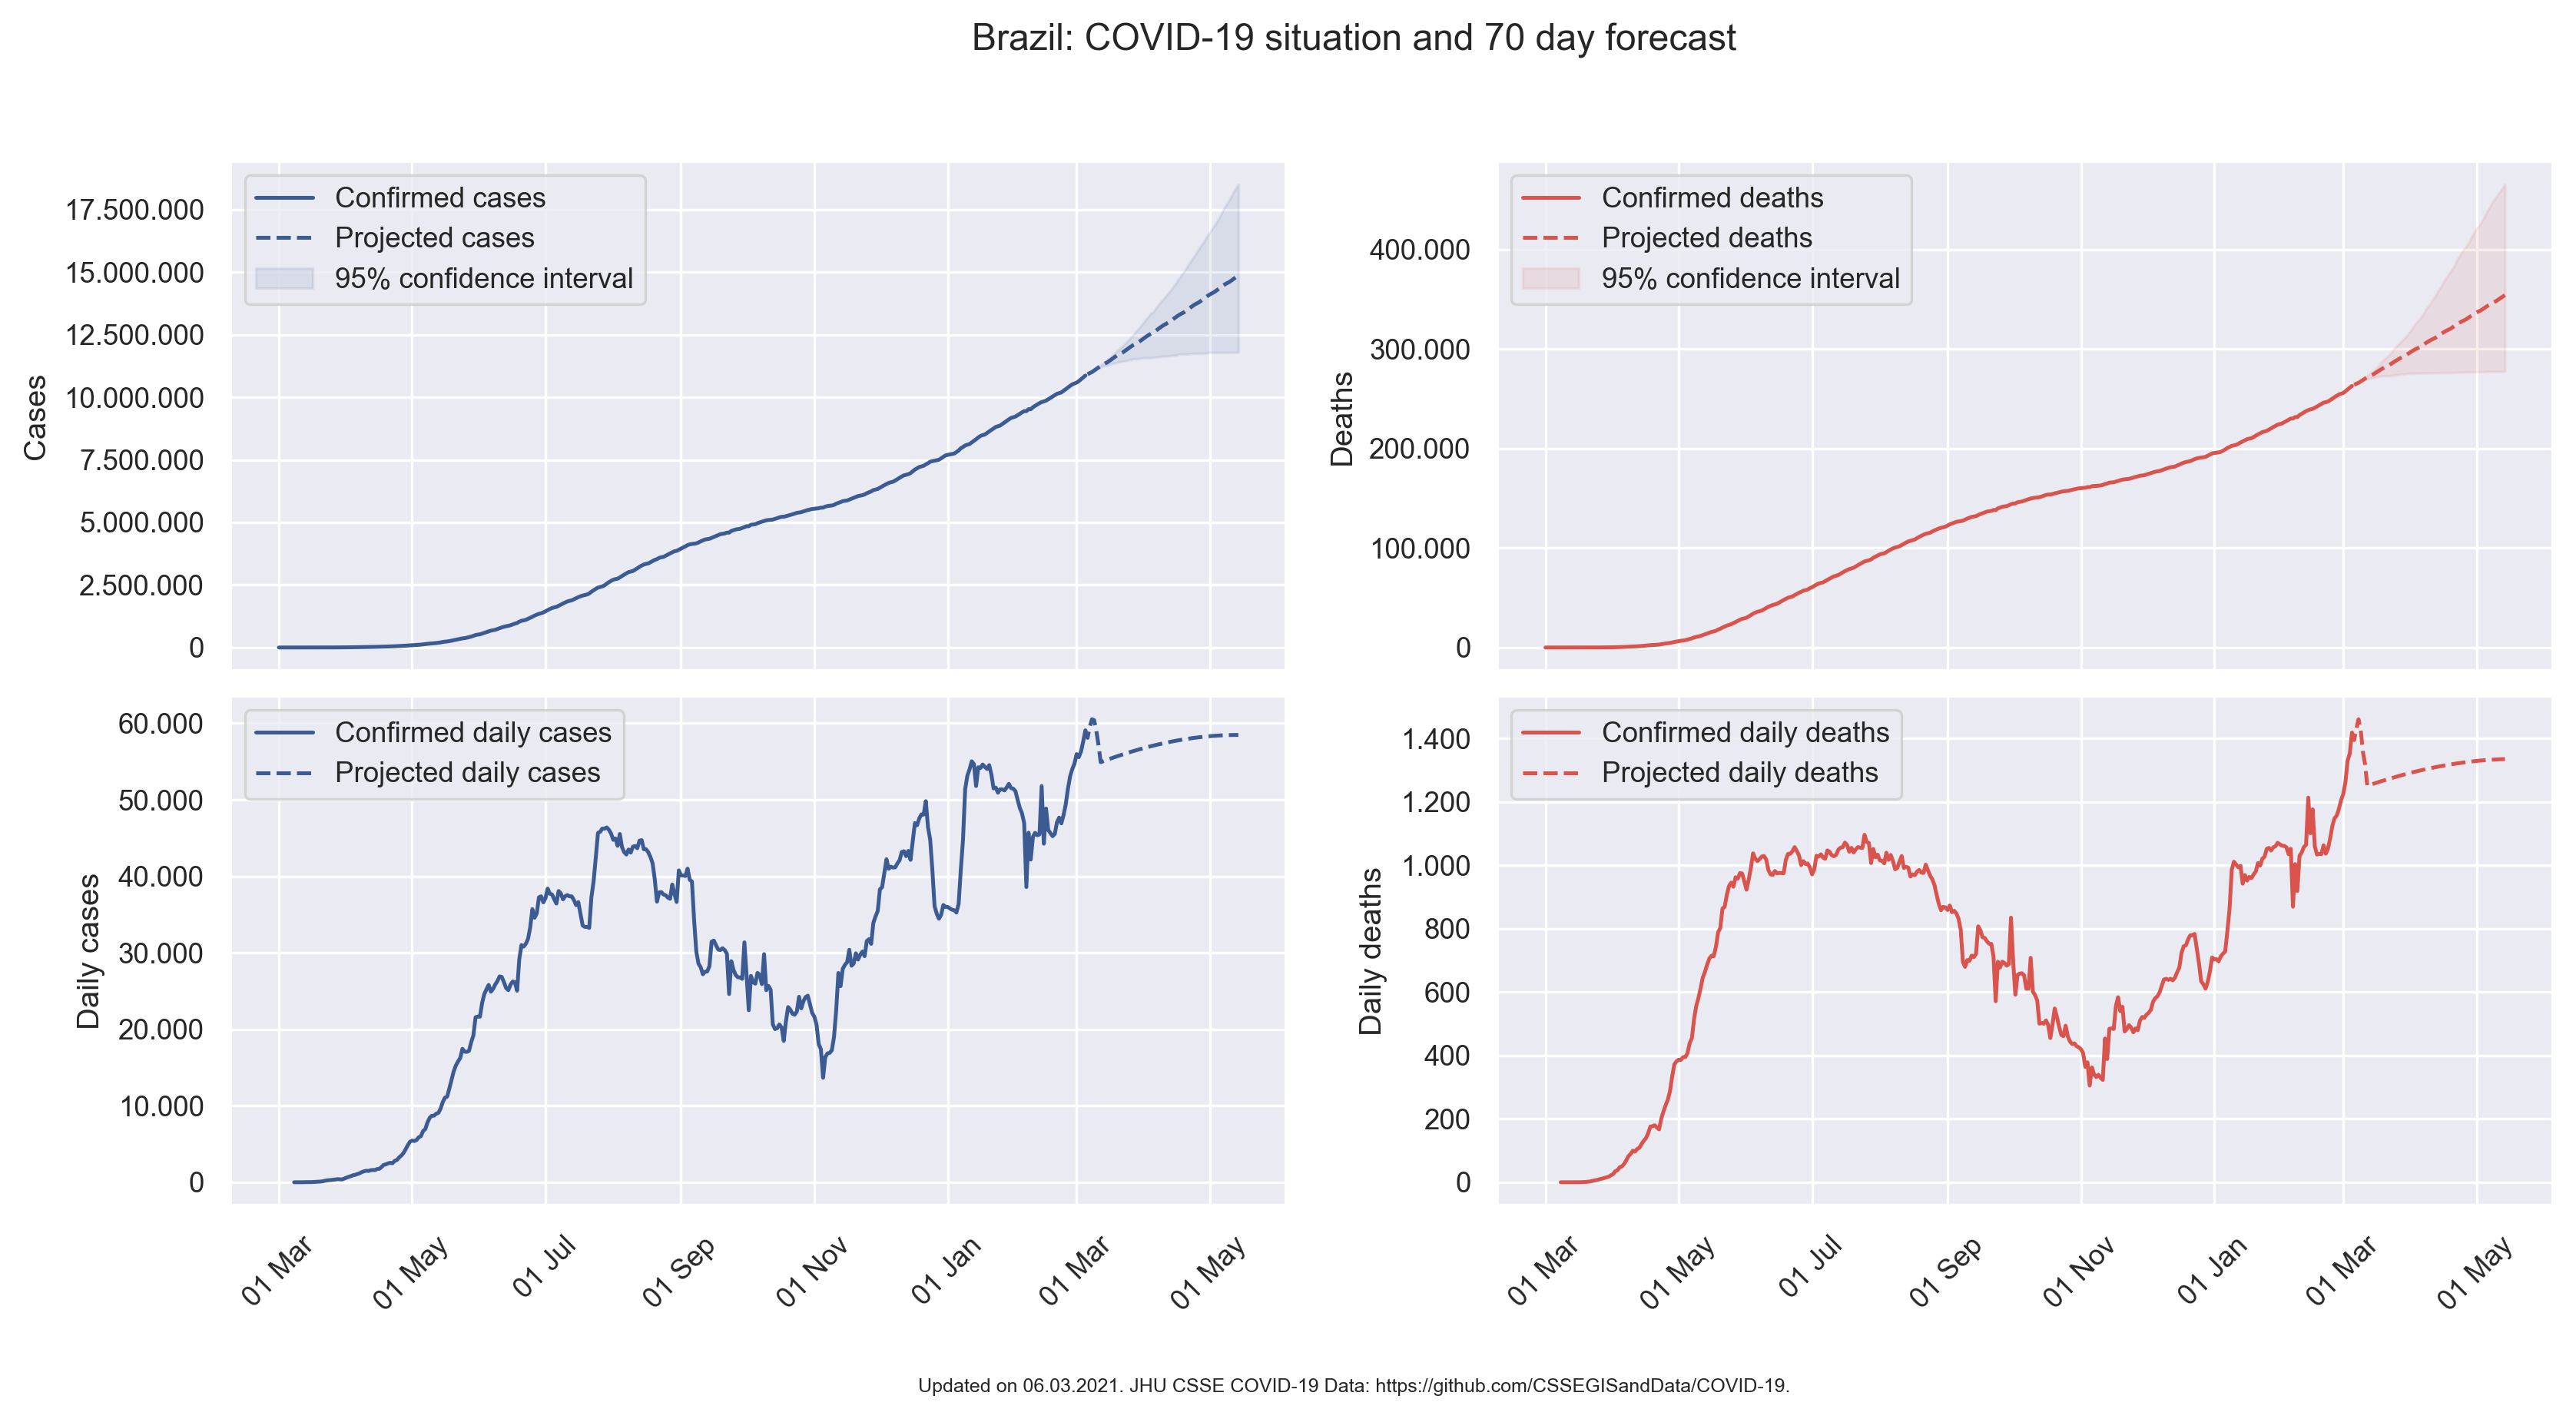 Brazil: COVID-19 situation and 70 day forecast
Confirmed cases
Projected cases
95% confidence interval
17.500.000
15.000.000
12.500.000
10.000.000
7.500.000
5.000.000
2.500.000
0
Cases
Confirmed deaths
Projected deaths
95% confidence interval
400.000
300.000
200.000
100.000
0
Deaths
Confirmed daily cases
Projected daily cases
60.000
50.000
40.000
30.000
20.000
10.000
0
Daily cases
01 Mar
01 May
01 Jul
01 Sep
01 Nov
01 Jan
01 Mar
01 May
Confirmed daily deaths
Projected daily deaths
1.400
1.200
1.000
800
600
400
200
0
Daily deaths
01 Mar
01 May
01 Jul
01 Sep
01 Nov
01 Jan
01 Mar
01 May
Updated on 06.03.2021. JHU CSSE COVID-19 Data: https://github.com/CSSEGISandData/COVID-19.